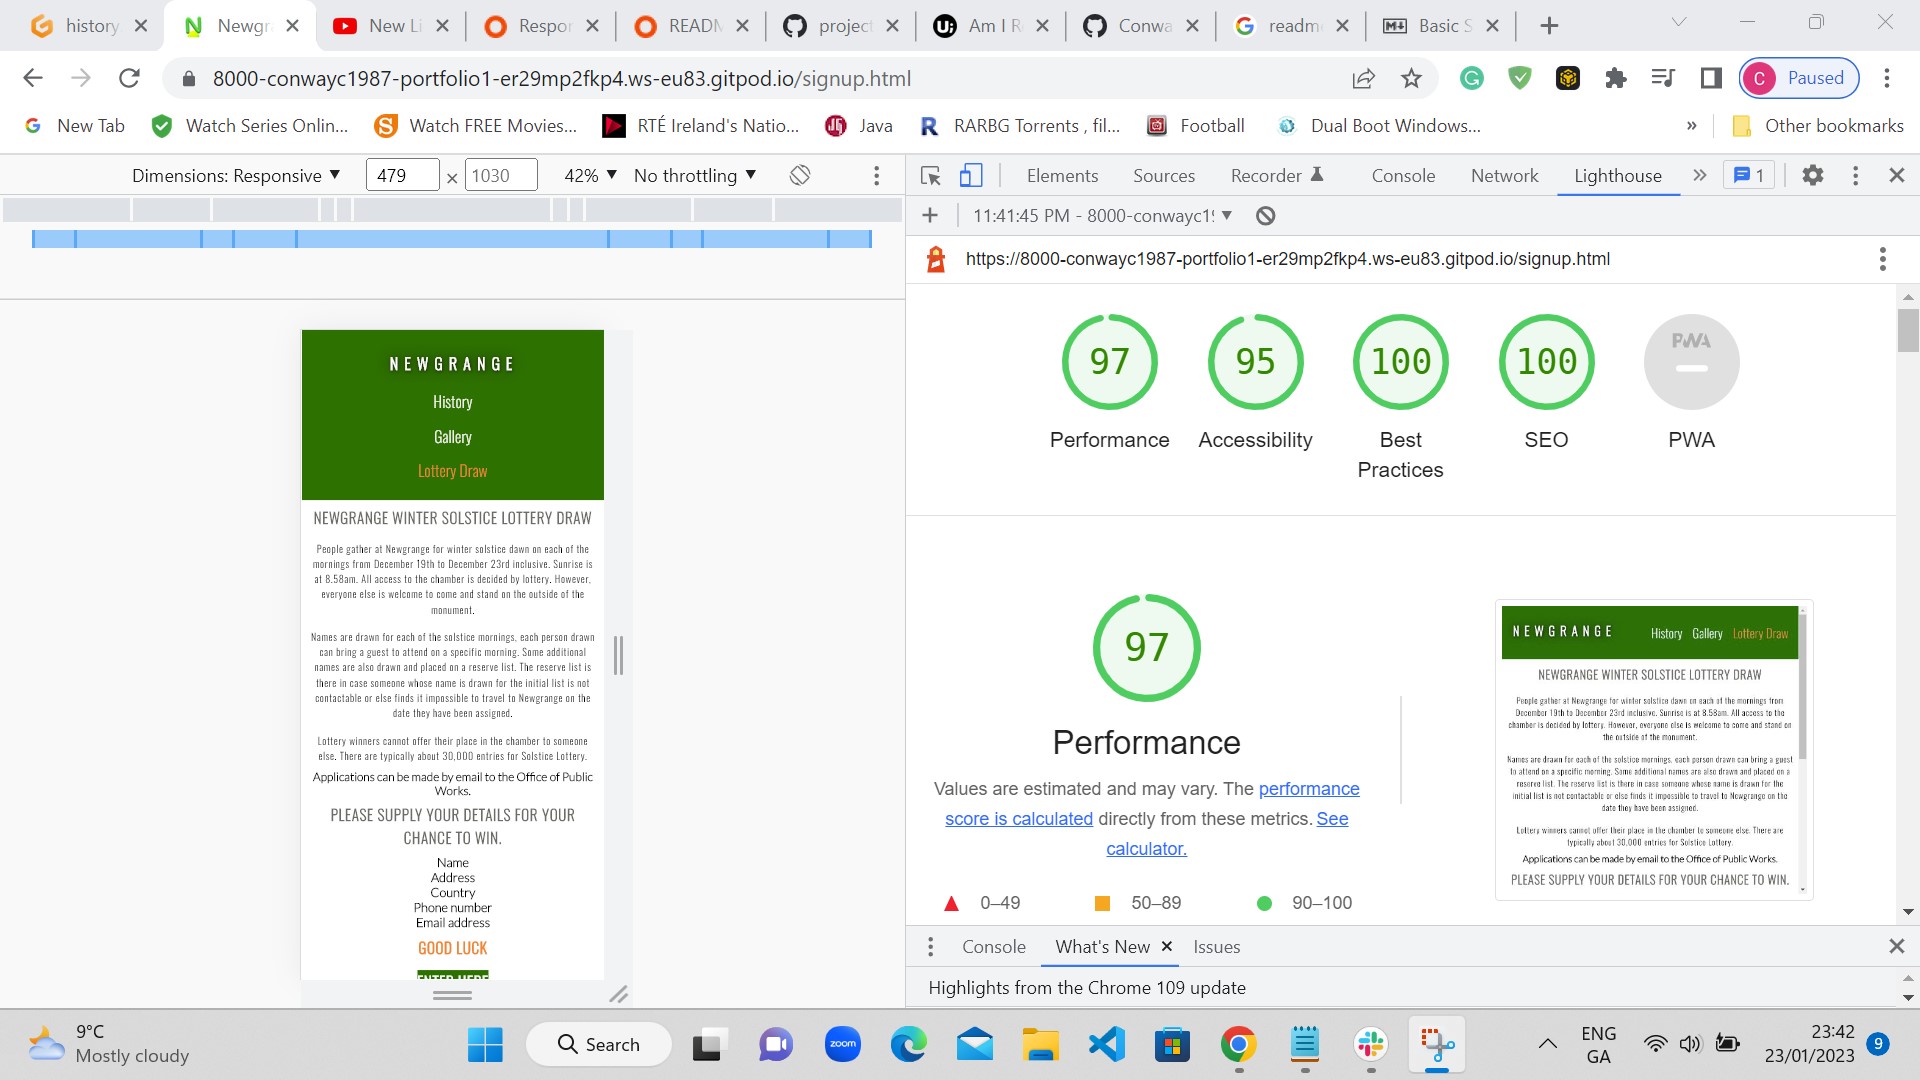 history
Newgr
New Li
Respor
READM
project
Am I R
Conwa
readm
Basic S
8000-conwayc1987-portfolio1-er29mp2fkp4.ws-eu83.gitpod.io/signup.html
C Paused
New Tab
Watch Series Onlin...
Watch FREE Movies...
RTÉ Ireland's Natio...
Java
RARBG Torrents , fil...
Football
Dual Boot Windows...
»
Other bookmarks
Dimensions: Responsive ▼ 479 × 1030 42% ▼ No throttling ▼
NEWGRANGE
History
Gallery
Lottery Draw
NEWGRANGE WINTER SOLSTICE LOTTERY DRAW
People gather at Newgrange for winter solstice dawn on each of the
mornings from December 19th to December 23rd inclusive. Sunrise is
at 8.58am. All access to the chamber is decided by lottery. However,
everyone else is welcome to come and stand on the outside of the
monument.
Names are drawn for each of the solstice mornings, each person drawn
can bring a guest to attend on a specific morning. Some additional
names are also drawn and placed on a reserve list. The reserve list is
there in case someone whose name is drawn for the initial list is not
contactable or else finds it impossible to travel to Newgrange on the
date they have been assigned.
Lottery winners cannot offer their place in the chamber to someone
else. There are typically about 30,000 entries for Solstice Lottery.
Applications can be made by email to the Office of Public
Works.
PLEASE SUPPLY YOUR DETAILS FOR YOUR
CHANCE TO WIN.
Name
Address
Country
Phone number
Email address
GOOD LUCK
ENTER HERE
Elements Sources Recorder Console Network Lighthouse » 1
11:41:45 PM - 8000-conwayc1! ▼
https://8000-conwayc1987-portfolio1-er29mp2fkp4.ws-eu83.gitpod.io/signup.html
97 95 100 100 PWA
Performance Accessibility Best SEO PWA
Practices
97
Performance
Values are estimated and may vary. The performance
score is calculated directly from these metrics. See
calculator.
0–49 50–89 90–100
NEWGRANGE History Gallery Lottery Draw
NEWGRANGE WINTER SOLSTICE LOTTERY DRAW
People gather at Newgrange for winter solstice dawn on each of the mornings from
December 19th to December 23rd inclusive. Sunrise is at 8.58am. All access to the
chamber is decided by lottery. However, everyone else is welcome to come and stand on
the outside of the monument.
Names are drawn for each of the solstice mornings, each person drawn can bring a guest
to attend on a specific morning. Some additional names are also drawn and placed on a
reserve list. The reserve list is there in case someone whose name is drawn for the
initial list is not contactable or else finds it impossible to travel to Newgrange on the
date they have been assigned.
Lottery winners cannot offer their place in the chamber to someone else. There are
typically about 30,000 entries for Solstice Lottery.
Applications can be made by email to the Office of Public Works.
PLEASE SUPPLY YOUR DETAILS FOR YOUR CHANCE TO WIN.
Console What's New Issues
Highlights from the Chrome 109 update
9°C
Mostly cloudy
Search
zoom
ENG
GA
23:42
23/01/2023
9